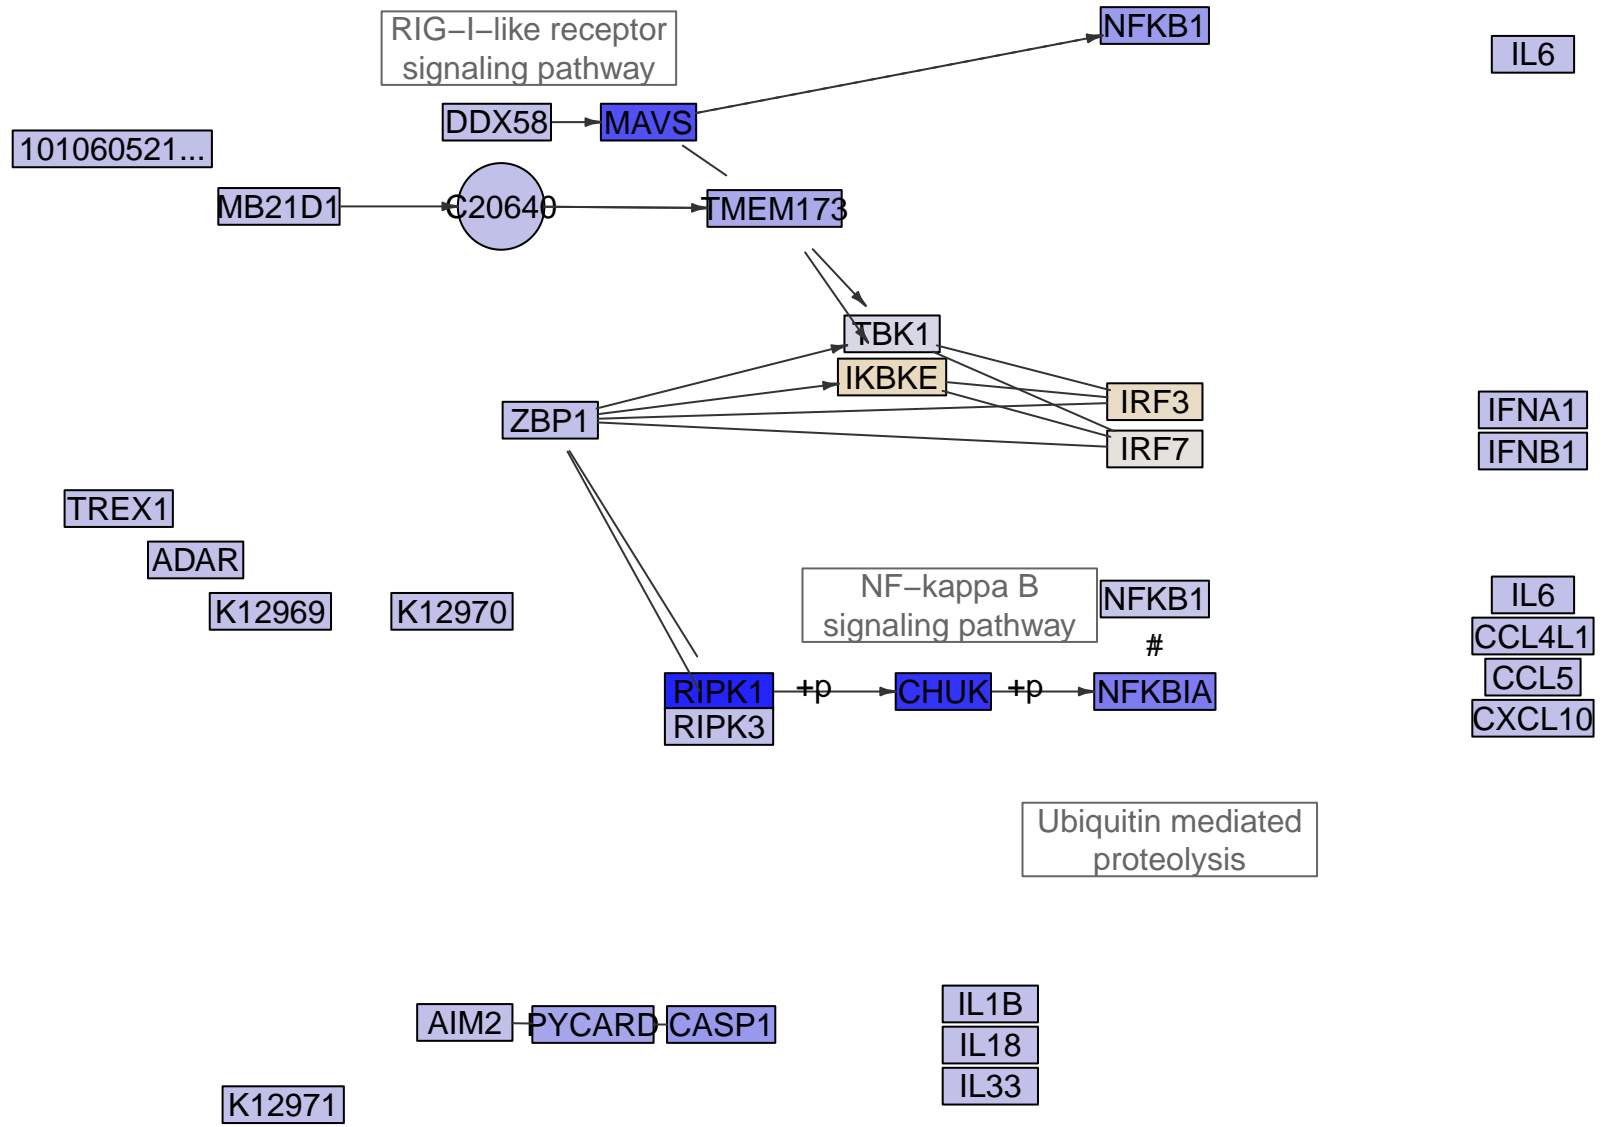 RIG−I−like receptor
signaling pathway
NFKB1
IL6
DDX58
MAVS
101060521...
MB21D1
C20640
TMEM173
TBK1
IKBKE
ZBP1
IRF3
IRF7
IFNA1
IFNB1
TREX1
ADAR
K12969
K12970
NF−kappa B
signaling pathway
NFKB1
#
IL6
CCL4L1
CCL5
CXCL10
RIPK1
+p
CHUK
+p
NFKBIA
RIPK3
Ubiquitin mediated
proteolysis
AIM2
PYCARD
CASP1
IL1B
IL18
IL33
K12971